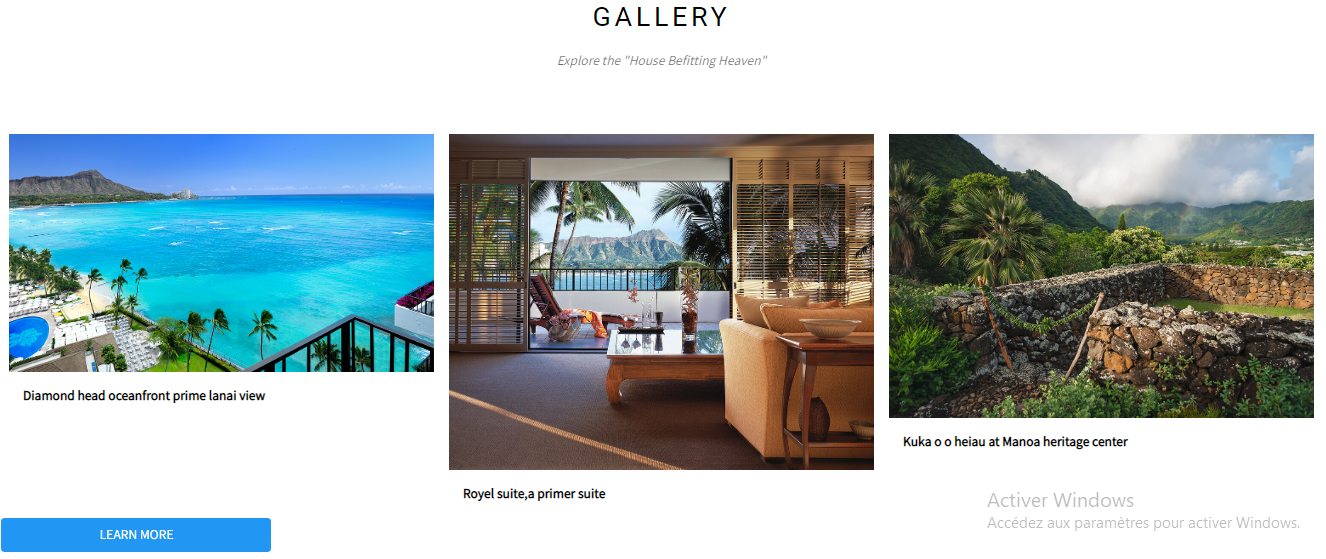 GALLERY
Explore the "House Befitting Heaven"
Diamond head oceanfront prime lanai view
Royel suite,a primer suite
Kuka o o heiau at Manoa heritage center
LEARN MORE
Activer Windows
Accédez aux paramètres pour activer Windows.